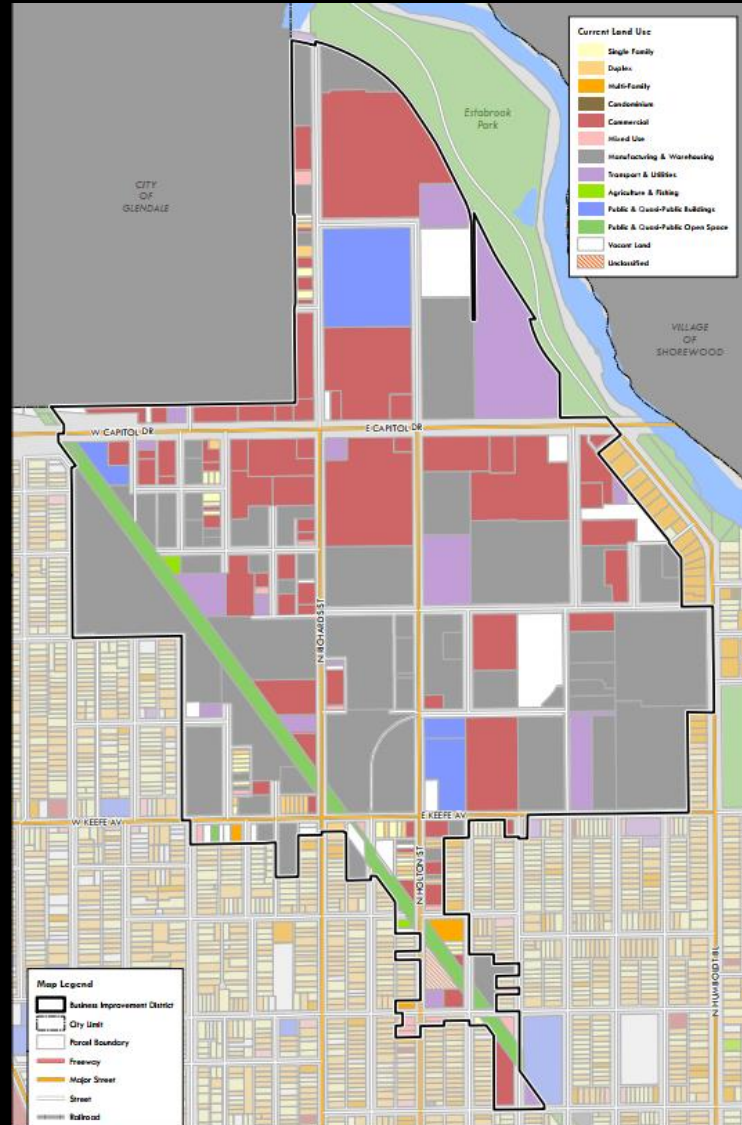 Current Land Use
Single Family
Duplex
Multi-Family
Condominium
Commercial
Mixed Use
Manufacturing & Warehousing
Transport & Utilities
Agriculture & Fishing
Public & Quasi-Public Buildings
Public & Quasi-Public Open Space
Vacant Land
Unclassified
Estabrook
Park
CITY
OF
GLENDALE
VILLAGE
OF
SHOREWOOD
W CAPITOL DR
E CAPITOL DR
N RICHARDS ST
W KEEFE AV
E KEEFE AV
N HOLTON ST
N HUMBOLDT BL
Map Legend
Business Improvement District
City Limit
Parcel Boundary
Freeway
Major Street
Street
Railroad